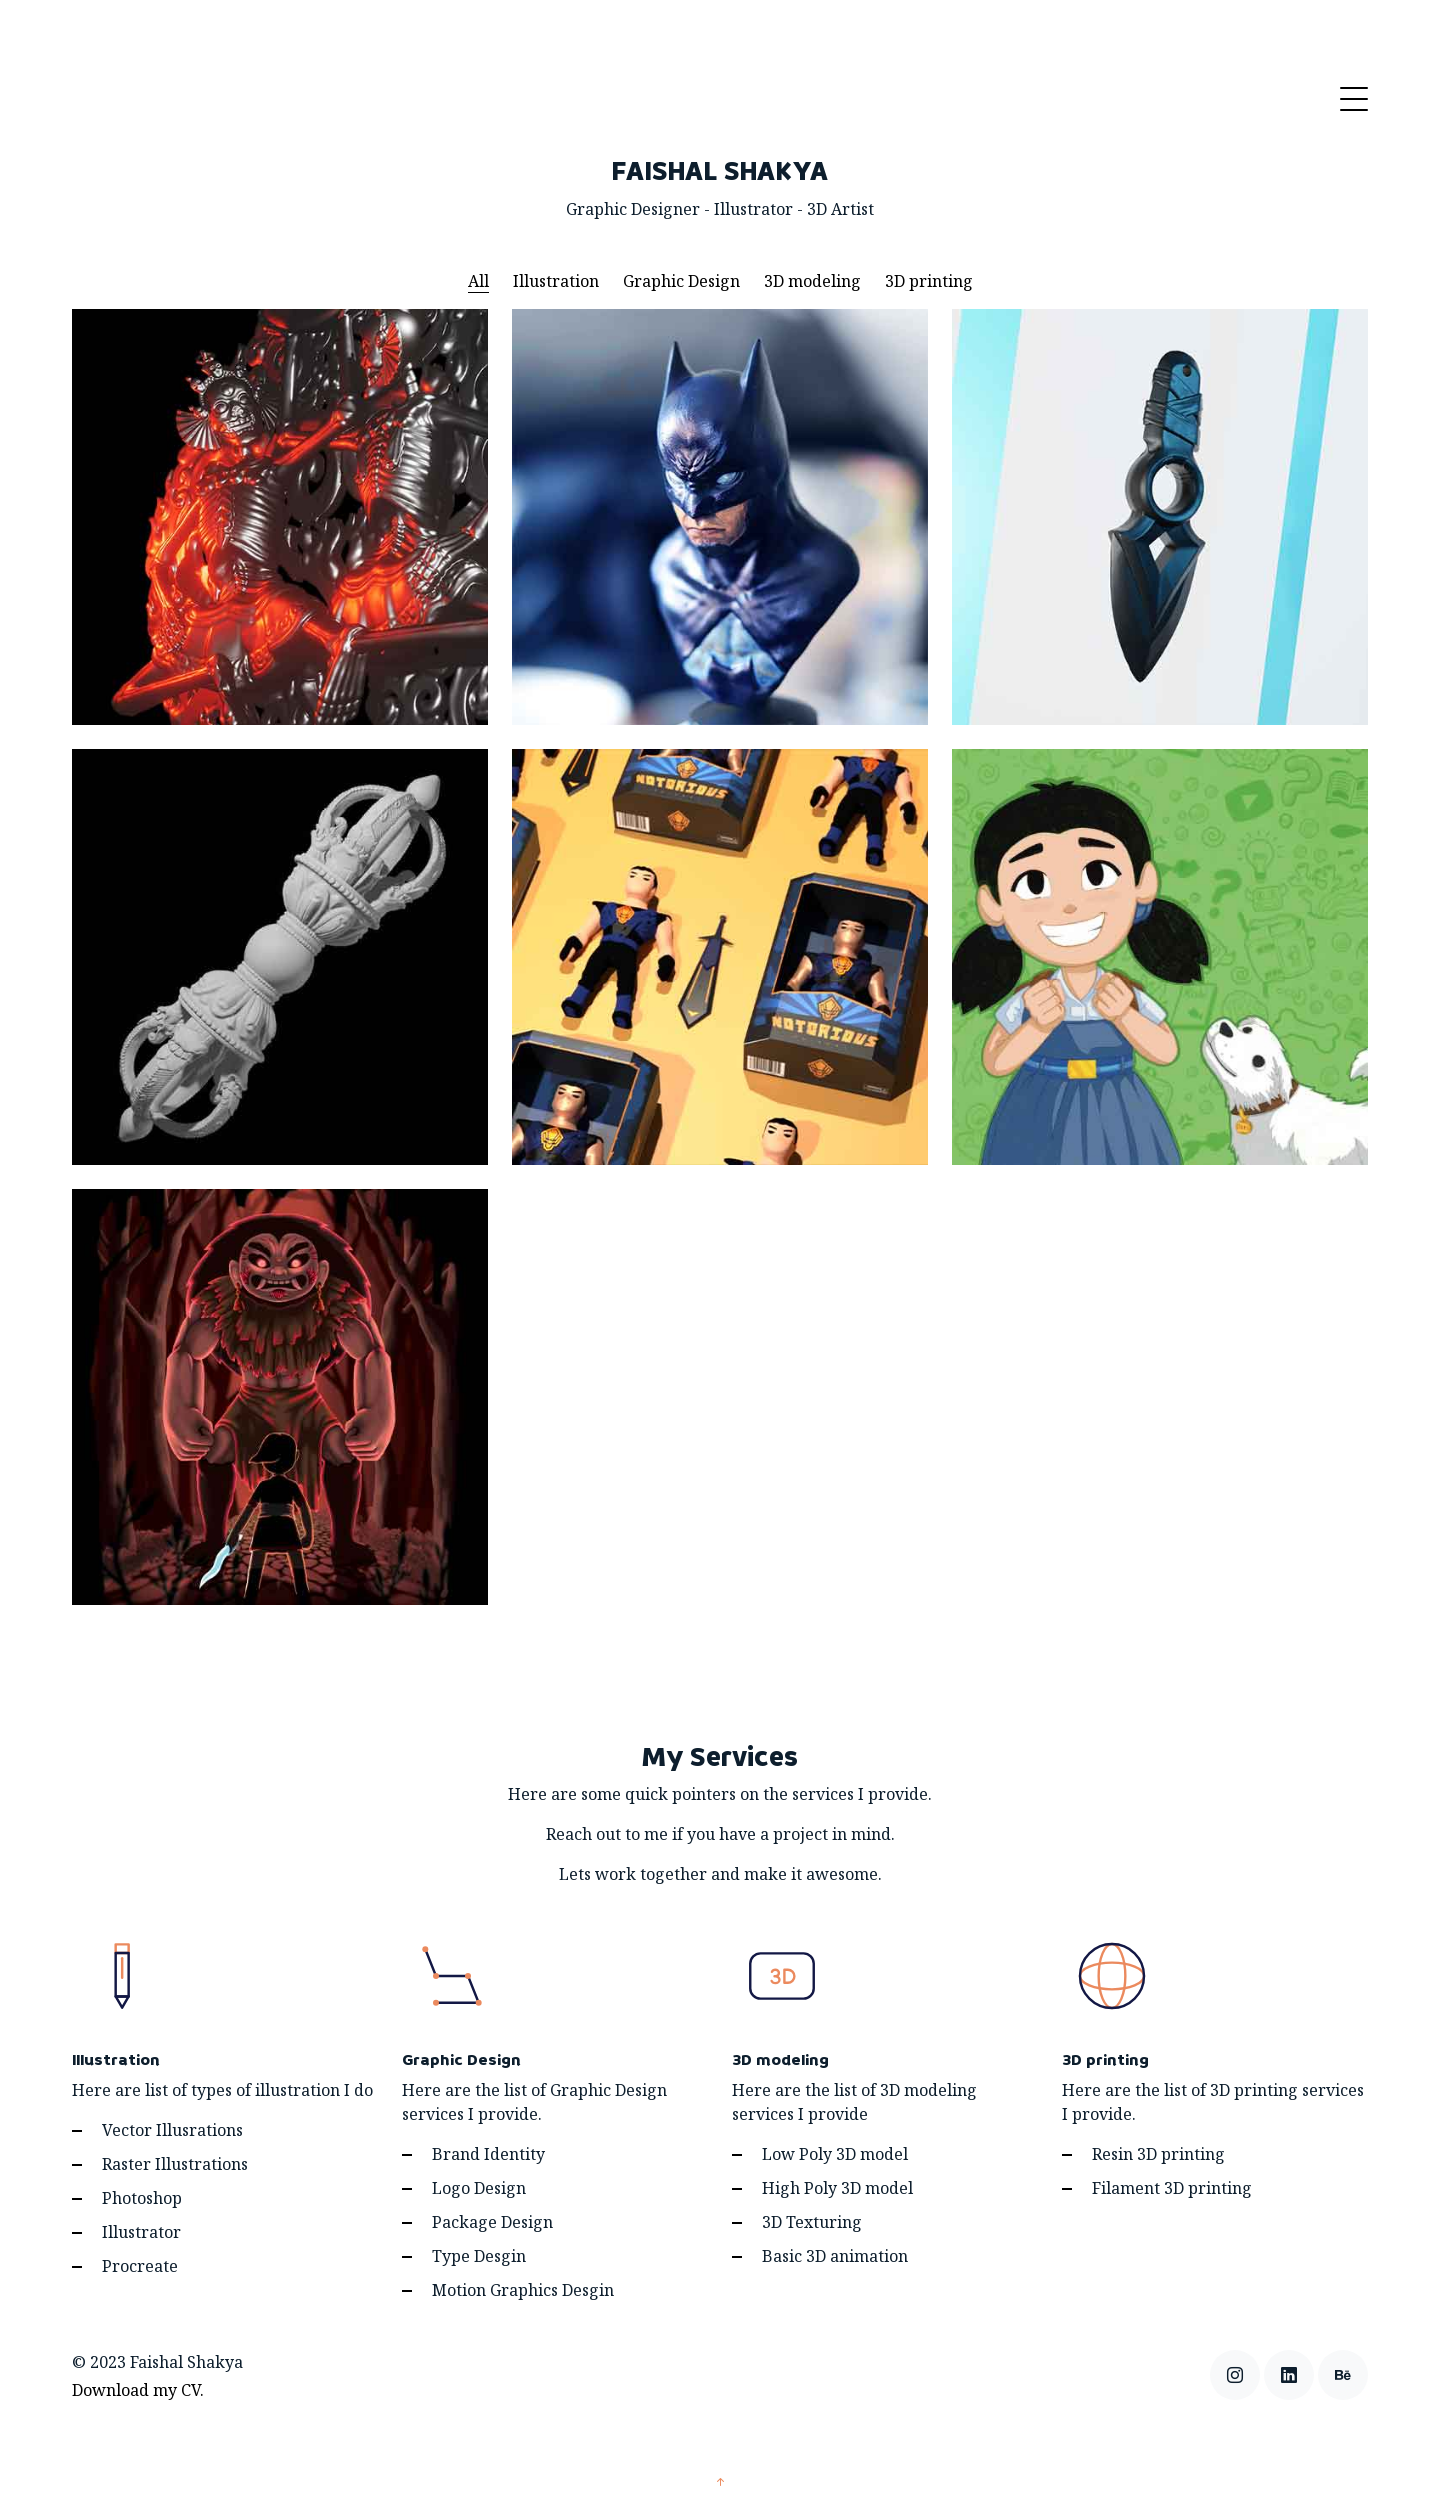 FAISHAL SHAKYA
Graphic Designer - Illustrator - 3D Artist
All Illustration Graphic Design 3D modeling 3D printing
NOTORIOUS
NOTORIOUS
My Services
Here are some quick pointers on the services I provide.
Reach out to me if you have a project in mind.
Lets work together and make it awesome.
3D
Illustration
Here are list of types of illustration I do
Vector Illusrations
Raster Illustrations
Photoshop
Illustrator
Procreate
Graphic Design
Here are the list of Graphic Design
services I provide.
Brand Identity
Logo Design
Package Design
Type Desgin
Motion Graphics Desgin
3D modeling
Here are the list of 3D modeling
services I provide
Low Poly 3D model
High Poly 3D model
3D Texturing
Basic 3D animation
3D printing
Here are the list of 3D printing services
I provide.
Resin 3D printing
Filament 3D printing
© 2023 Faishal Shakya
Download my CV.
in
Bē